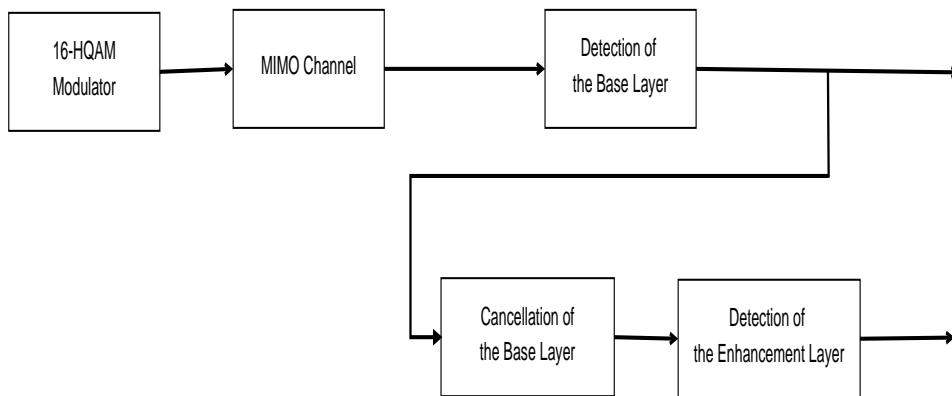 16-HQAM
Modulator
MIMO Channel
Detection of
the Base Layer
Cancellation of
the Base Layer
Detection of
the Enhancement Layer